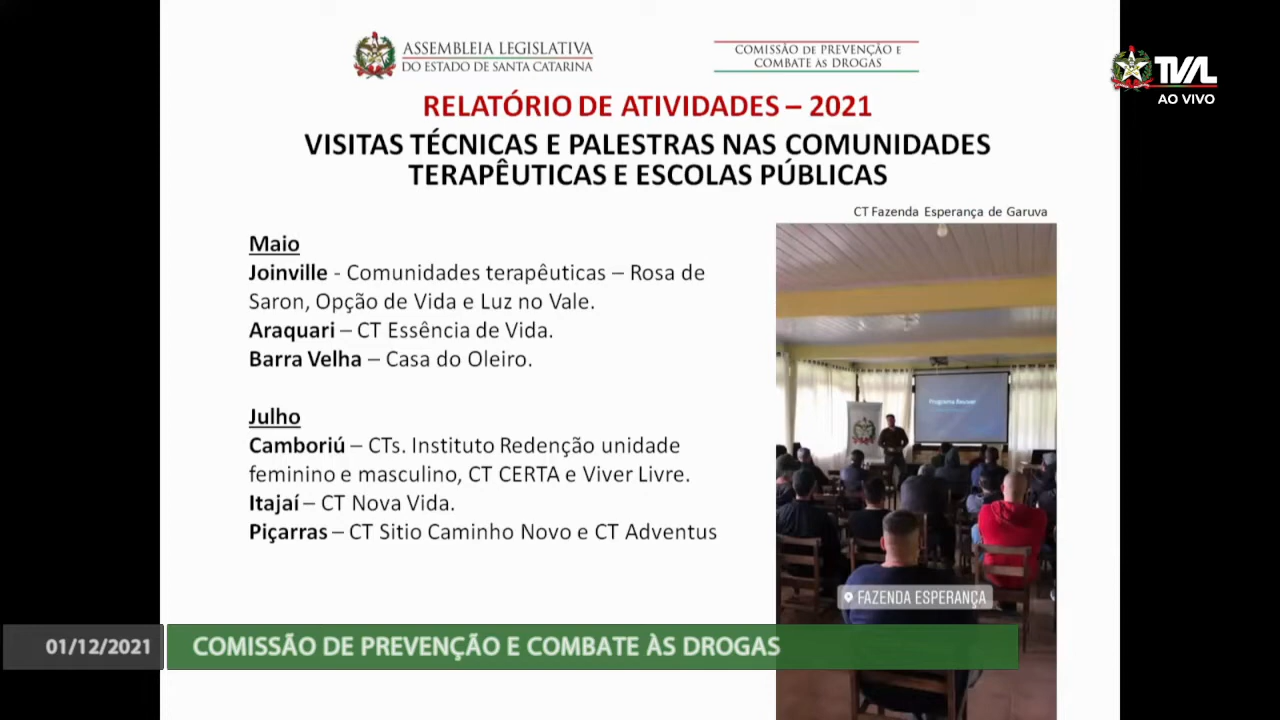 ASSEMBLEIA LEGISLATIVA
DO ESTADO DE SANTA CATARINA
COMISSÃO DE PREVENÇÃO E
COMBATE ÀS DROGAS
TVAL
AO VIVO
RELATÓRIO DE ATIVIDADES – 2021
VISITAS TÉCNICAS E PALESTRAS NAS COMUNIDADES
TERAPÊUTICAS E ESCOLAS PÚBLICAS
CT Fazenda Esperança de Garuva
Maio
Joinville - Comunidades terapêuticas – Rosa de
Saron, Opção de Vida e Luz no Vale.
Araquari – CT Essência de Vida.
Barra Velha – Casa do Oleiro.
Julho
Camboriú – CTs. Instituto Redenção unidade
feminino e masculino, CT CERTA e Viver Livre.
Itajaí – CT Nova Vida.
Piçarras – CT Sitio Caminho Novo e CT Adventus
Programa Reviver
FAZENDA ESPERANÇA
01/12/2021
COMISSÃO DE PREVENÇÃO E COMBATE ÀS DROGAS